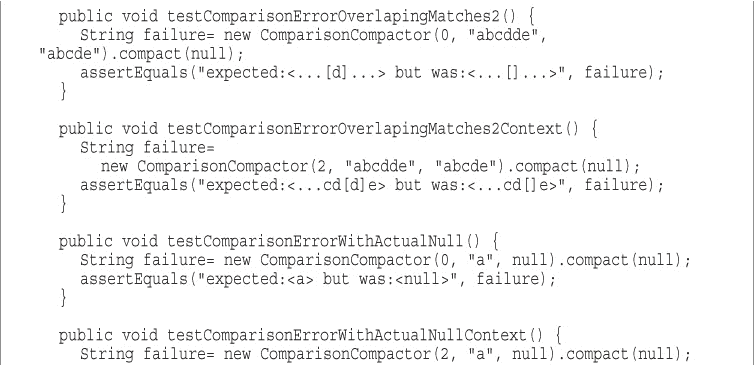 public void testComparisonErrorOverlapingMatches2() {
String failure= new ComparisonCompactor(0, "abcdde",
"abcde").compact(null);
assertEquals("expected:<...[d]...> but was:<...[]...>", failure);
}
public void testComparisonErrorOverlapingMatches2Context() {
String failure=
new ComparisonCompactor(2, "abcdde", "abcde").compact(null);
assertEquals("expected:<...cd[d]e> but was:<...cd[]e>", failure);
}
public void testComparisonErrorWithActualNull() {
String failure= new ComparisonCompactor(0, "a", null).compact(null);
assertEquals("expected:<a> but was:<null>", failure);
}
public void testComparisonErrorWithActualNullContext() {
String failure= new ComparisonCompactor(2, "a", null).compact(null);